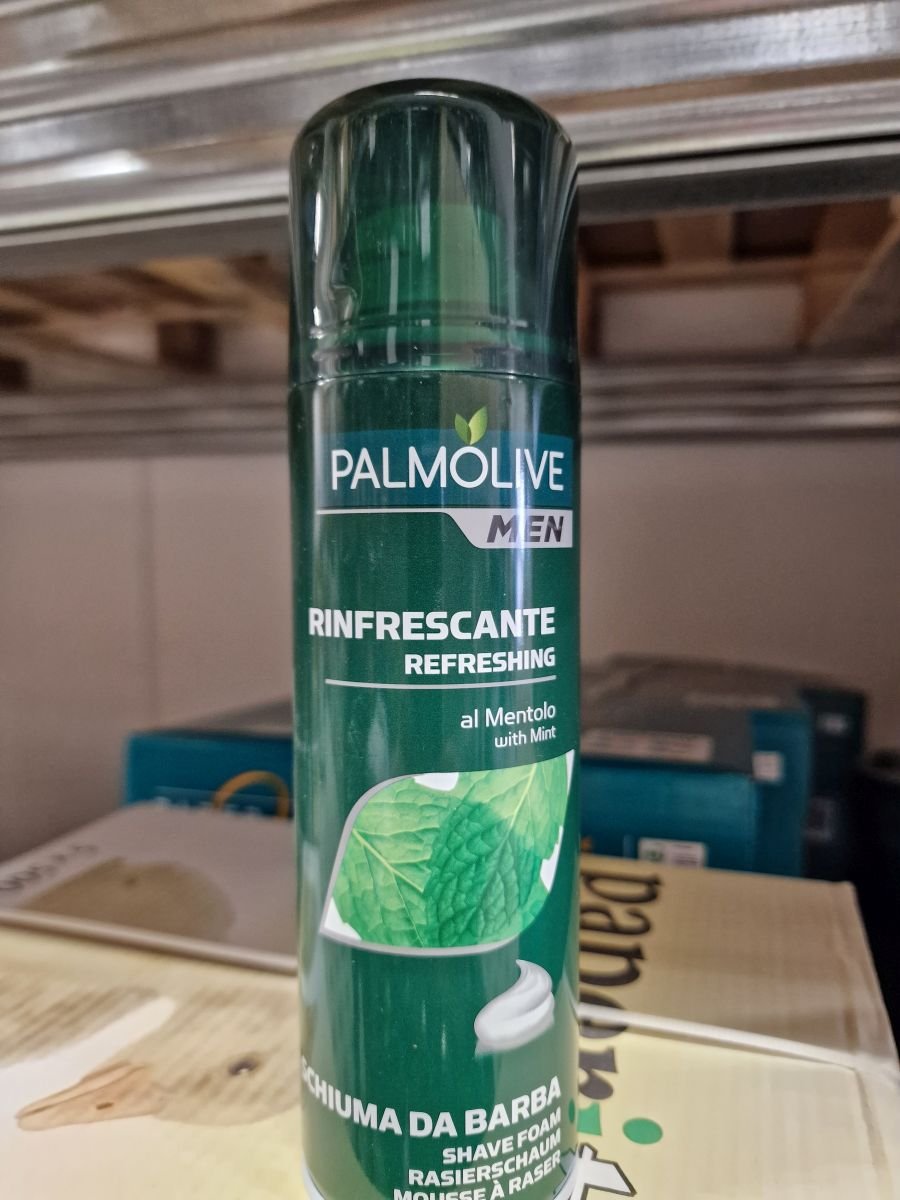 PALMOLIVE
MEN
RINFRESCANTE
REFRESHING
al Mentolo
with Mint
SCHIUMA DA BARBA
SHAVE FOAM
RASIERSCHAUM
MOUSSE À RASER